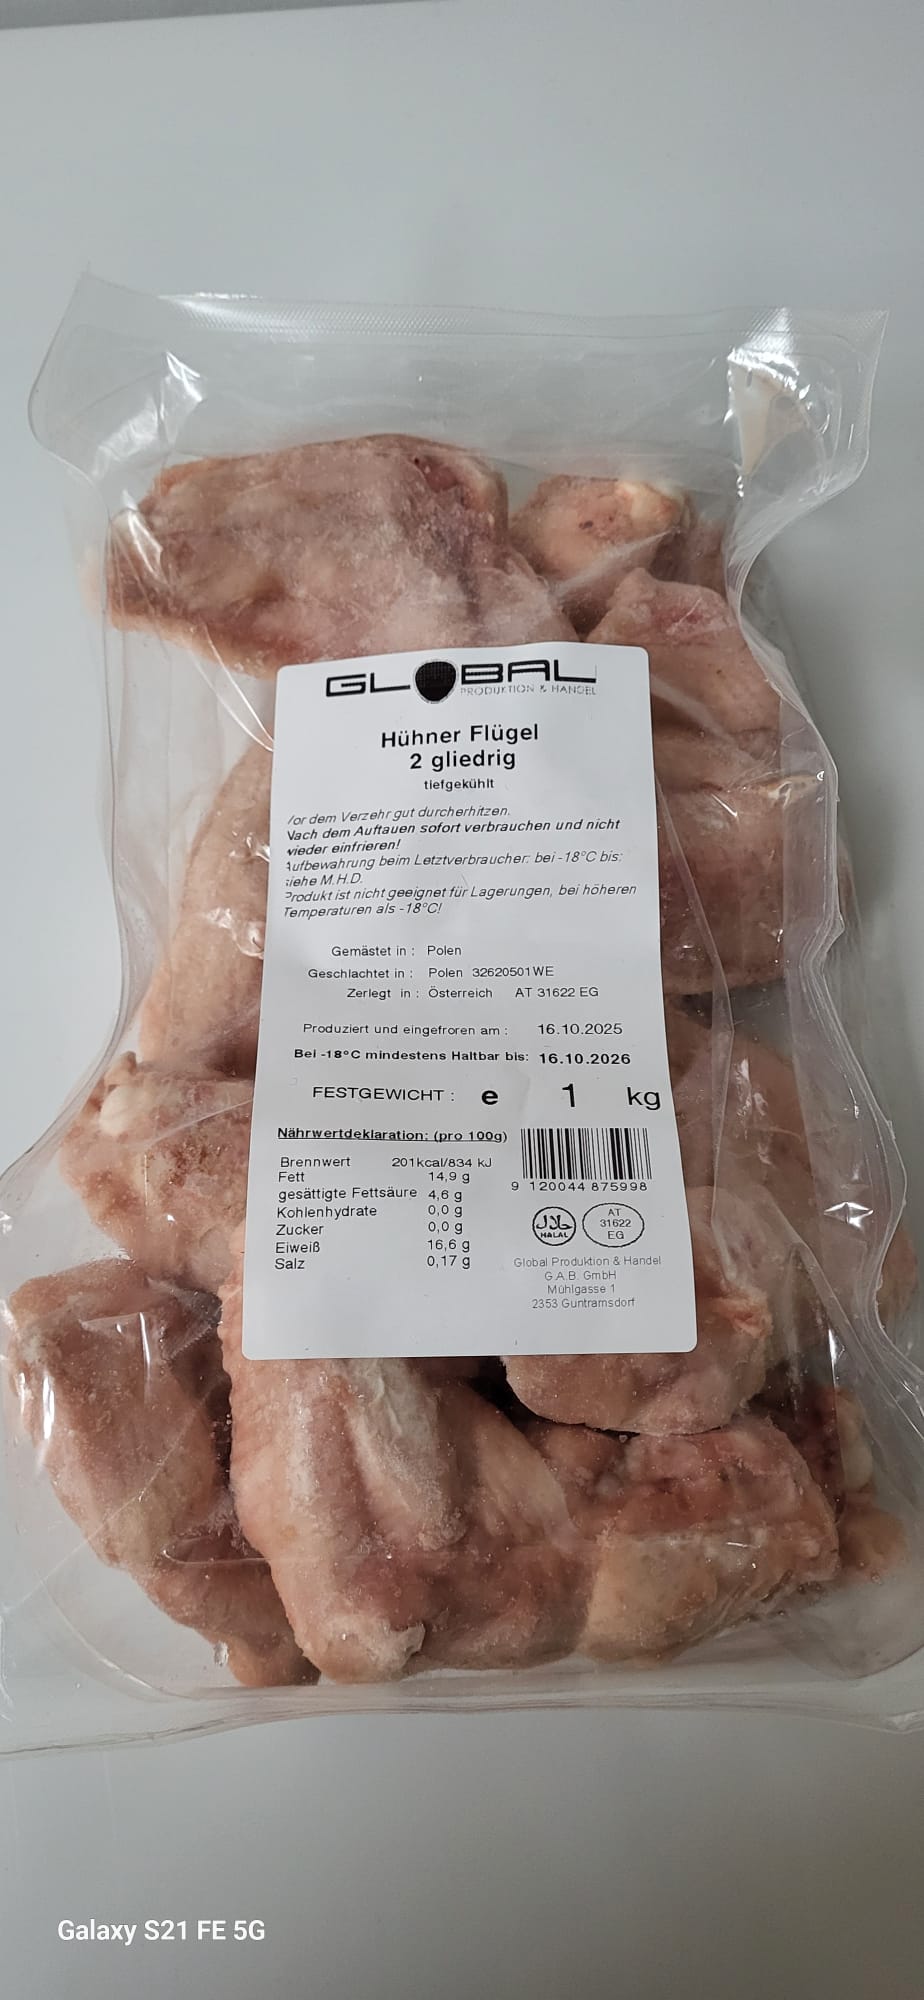 GLOBAL
PRODUKTION & HANDEL
Hühner Flügel
2 gliedrig
tiefgekühlt
Vor dem Verzehr gut durcherhitzen.
Nach dem Auftauen sofort verbrauchen und nicht
wieder einfrieren!
Aufbewahrung beim Letztverbraucher: bei -18°C bis:
siehe M.H.D.
Produkt ist nicht geeignet für Lagerungen, bei höheren
Temperaturen als -18°C!
Gemästet in : Polen
Geschlachtet in : Polen 32620501WE
Zerlegt in : Österreich AT 31622 EG
Produziert und eingefroren am : 16.10.2025
Bei -18°C mindestens Haltbar bis: 16.10.2026
FESTGEWICHT : e 1 kg
Nährwertdeklaration: (pro 100g)
Brennwert 201kcal/834 kJ
Fett 14,9 g
gesättigte Fettsäure 4,6 g
Kohlenhydrate 0,0 g
Zucker 0,0 g
Eiweiß 16,6 g
Salz 0,17 g
9 120044 875998
حلال
HALAL
AT
31622
EG
Global Produktion & Handel
G.A.B. GmbH
Mühlgasse 1
2353 Guntramsdorf
Galaxy S21 FE 5G